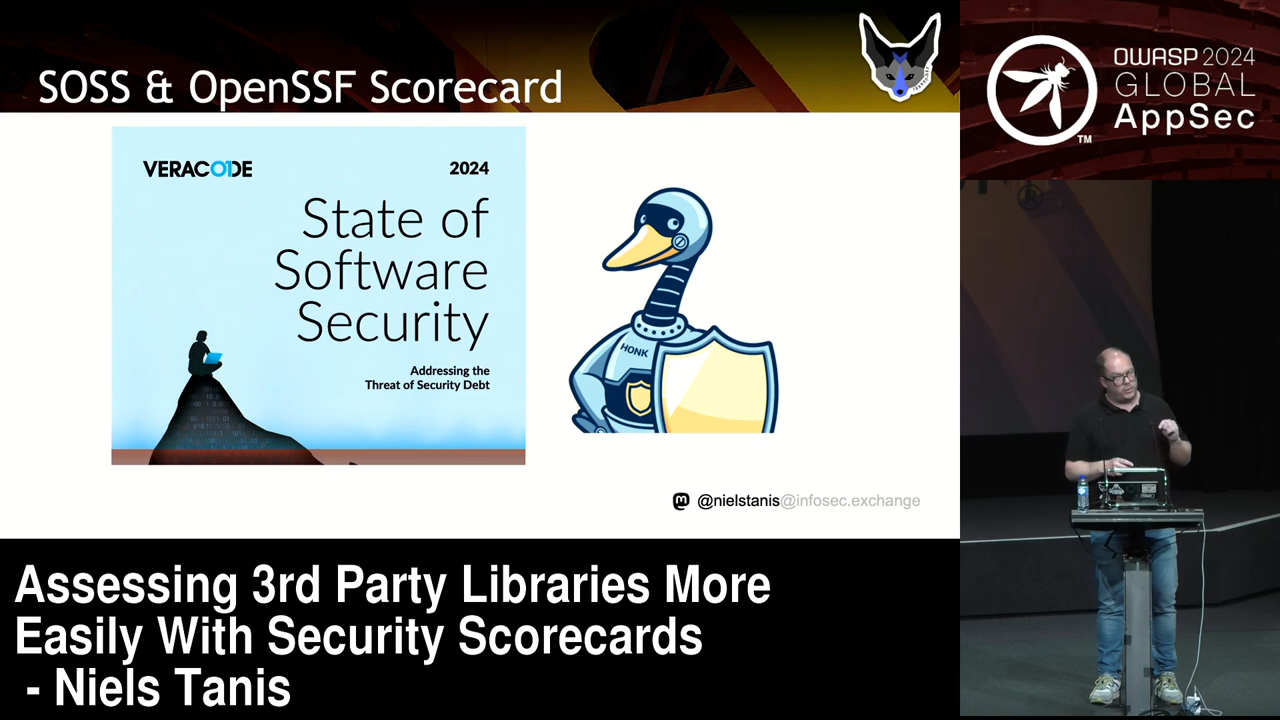 SOSS & OpenSSF Scorecard
VERACODE
2024
State of
Software
Security
Addressing the
Threat of Security Debt
HONK
@nielstanis@infosec.exchange
OWASP 2024
GLOBAL
AppSec
TM
Assessing 3rd Party Libraries More
Easily With Security Scorecards
- Niels Tanis